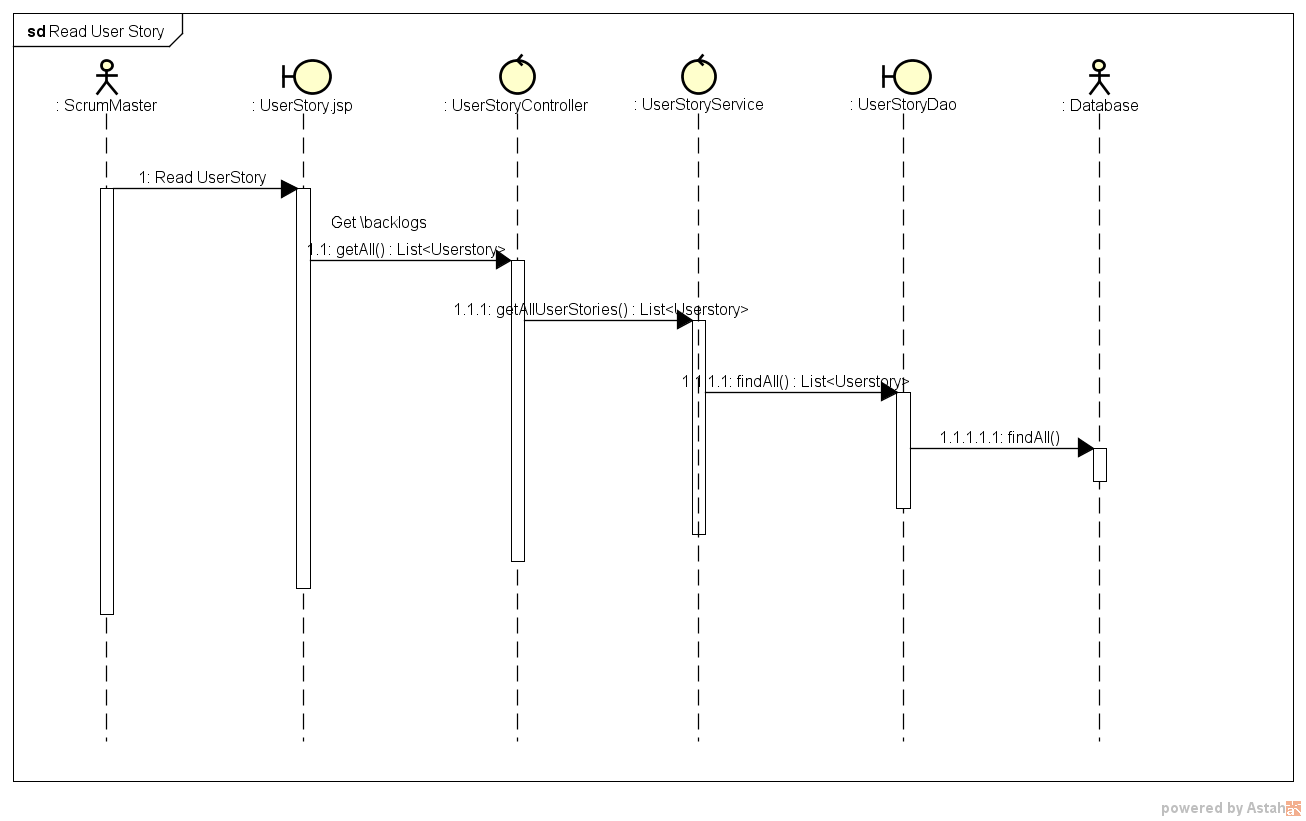 sd Read User Story
: ScrumMaster
: UserStory.jsp
: UserStoryController
: UserStoryService
: UserStoryDao
: Database
1: Read UserStory
Get \backlogs
1.1: getAll() : List<Userstory>
1.1.1: getAllUserStories() : List<Userstory>
1.1.1.1: findAll() : List<Userstory>
1.1.1.1.1: findAll()
powered by Astah